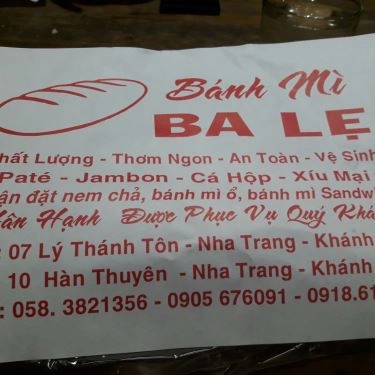 Bánh Mì
BA LẸ
hất Lượng - Thơm Ngon - An Toàn - Vệ Sinh
Paté - Jambon - Cá Hộp - Xíu Mại
ận đặt nem chả, bánh mì ổ, bánh mì Sandw
ân Hạnh Được Phục Vụ Quý Khá
: 07 Lý Thánh Tôn - Nha Trang - Khánh
10 Hàn Thuyên - Nha Trang - Khánh
: 058. 3821356 - 0905 676091 - 0918.61